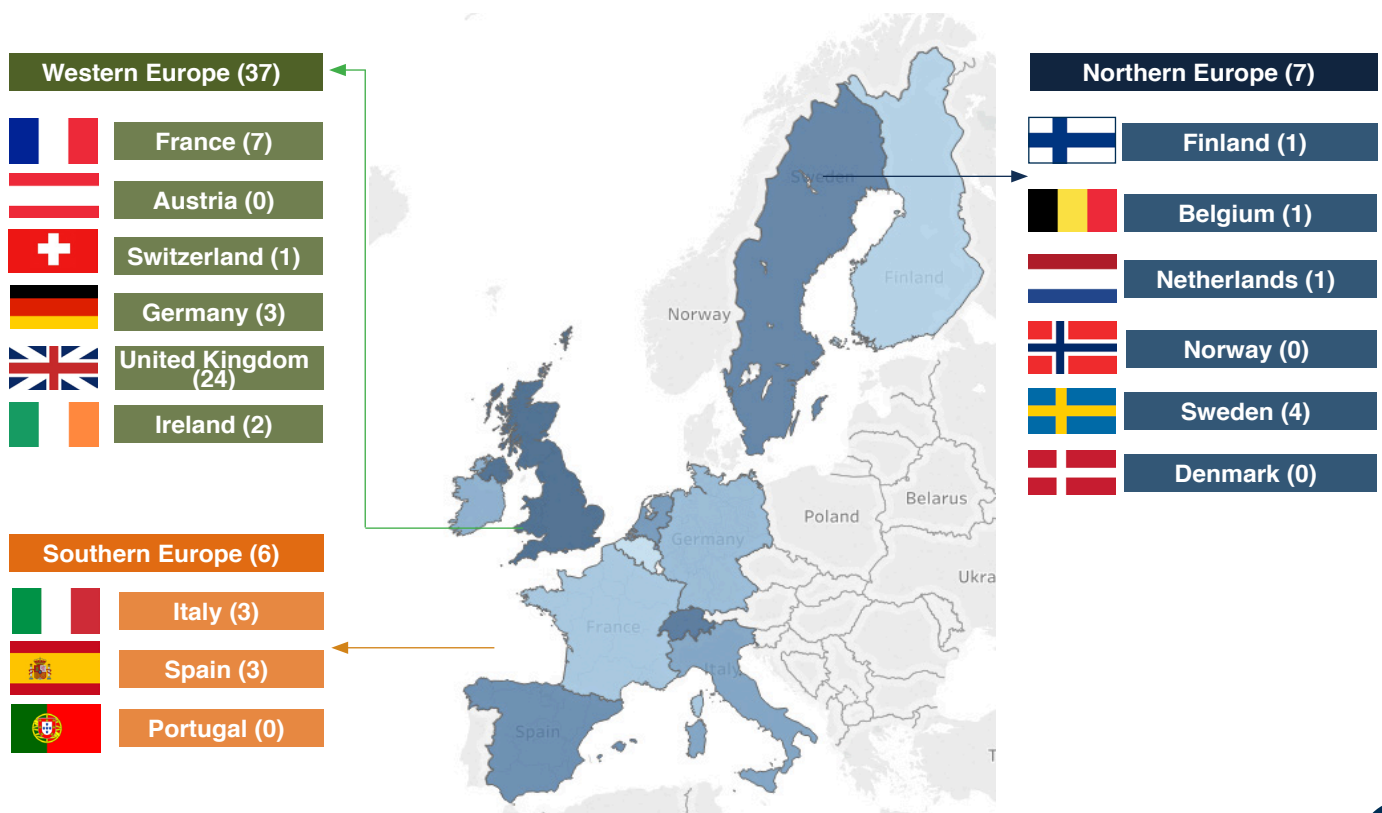 Western Europe (37)
France (7)
Austria (0)
Switzerland (1)
Germany (3)
United Kingdom
(24)
Ireland (2)
Southern Europe (6)
Italy (3)
Spain (3)
Portugal (0)
Sweden
Finland
Norway
Belarus
Poland
Germany
Ukra
France
Italy
Spain
T
Northern Europe (7)
Finland (1)
Belgium (1)
Netherlands (1)
Norway (0)
Sweden (4)
Denmark (0)